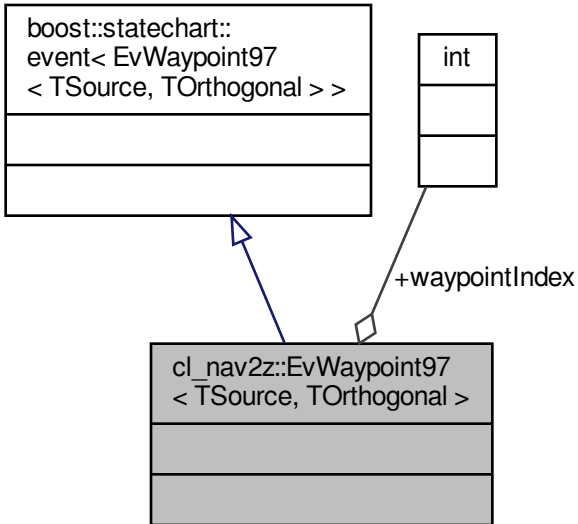 boost::statechart::
event< EvWaypoint97
< TSource, TOrthogonal > >
int
+waypointIndex
cl_nav2z::EvWaypoint97
< TSource, TOrthogonal >